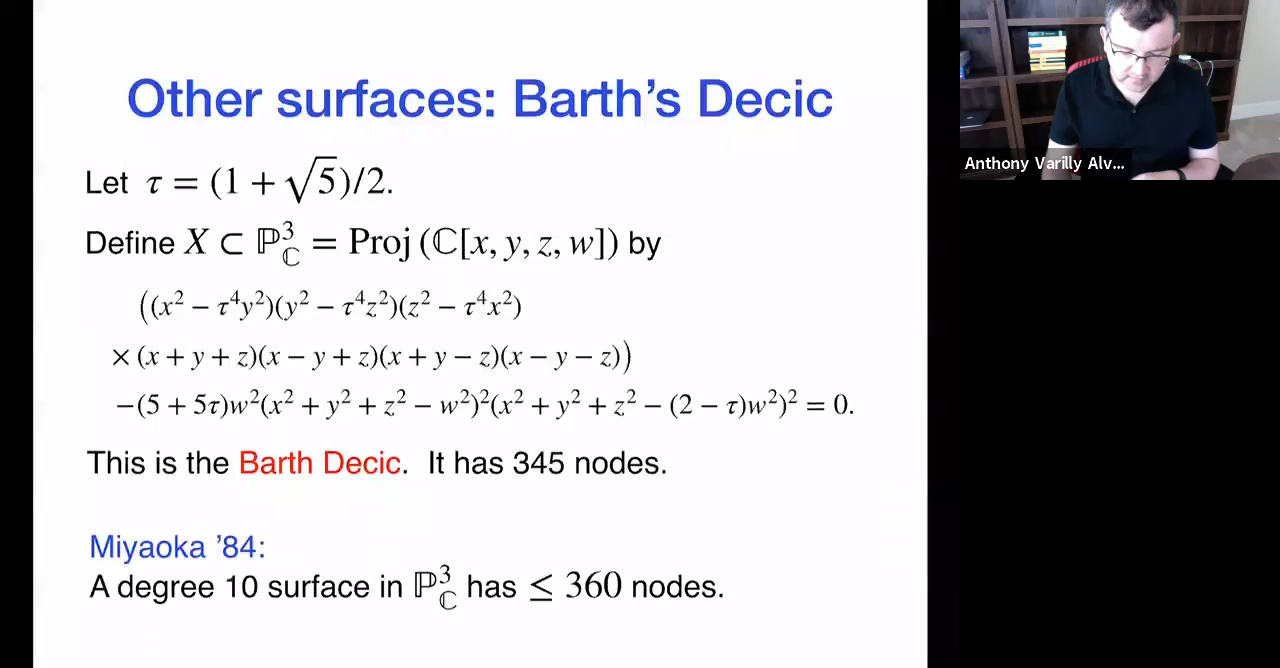 Other surfaces: Barth's Decic
Let τ = (1 + √5)/2.
Define X ⊂ ℙ³_ℂ = Proj (ℂ[x, y, z, w]) by
((x² − τ⁴y²)(y² − τ⁴z²)(z² − τ⁴x²)
× (x + y + z)(x − y + z)(x + y − z)(x − y − z))
−(5 + 5τ)w²(x² + y² + z² − w²)²(x² + y² + z² − (2 − τ)w²)² = 0.
This is the Barth Decic. It has 345 nodes.
Miyaoka '84:
A degree 10 surface in ℙ³_ℂ has ≤ 360 nodes.
Anthony Varilly Alv...